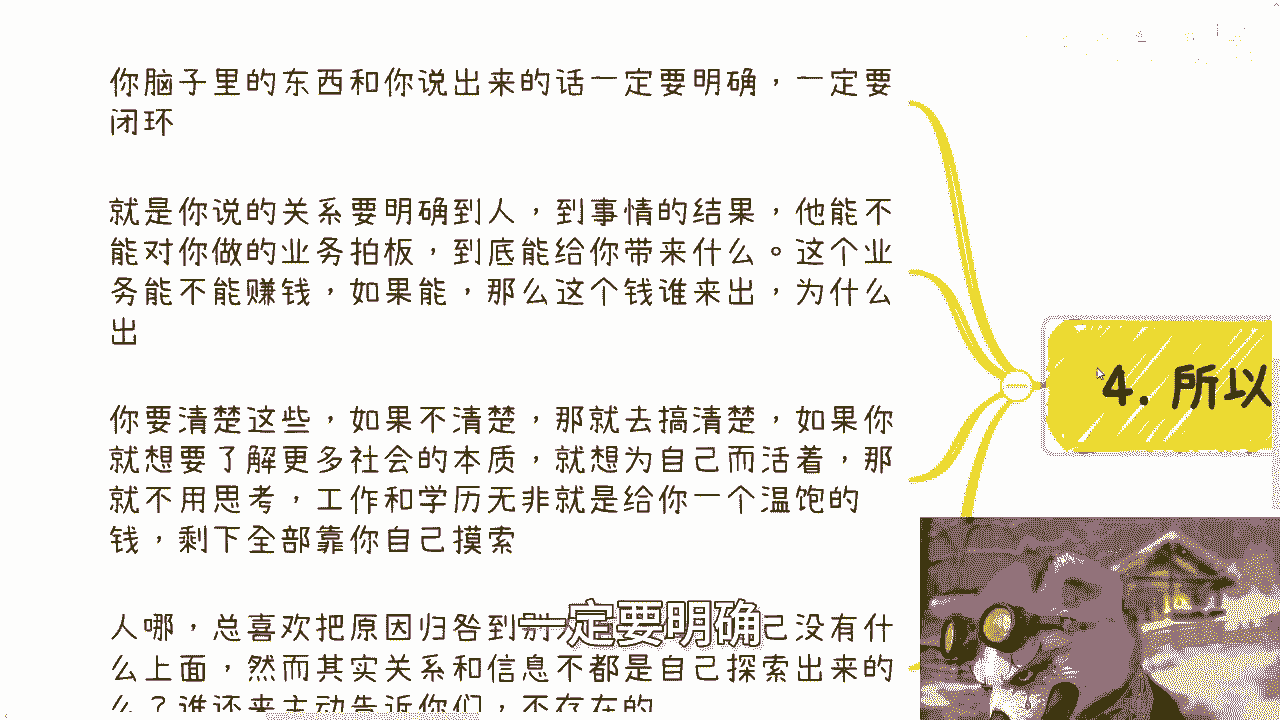 你脑子里的东西和你说出来的话一定要明确，一定要
闭环
就是你说的关系要明确到人，到事情的结果，他能不
能对你做的业务拍板，到底能给你带来什么。这个业
务能不能赚钱，如果能，那么这个钱谁来出，为什么
出
你要清楚这些，如果不清楚，那就去搞清楚，如果你
就想要了解更多社会的本质，就想为自己而活着，那
就不用思考，工作和学历无非就是给你一个温饱的
钱，剩下全部靠你自己摸索
人哪，总喜欢把原因归咎到别 己没有什
么上面，然而其实关系和信息不都是自己探索出来的
么？谁还来主动告诉你们，不存在的
一定要明确
4. 所以